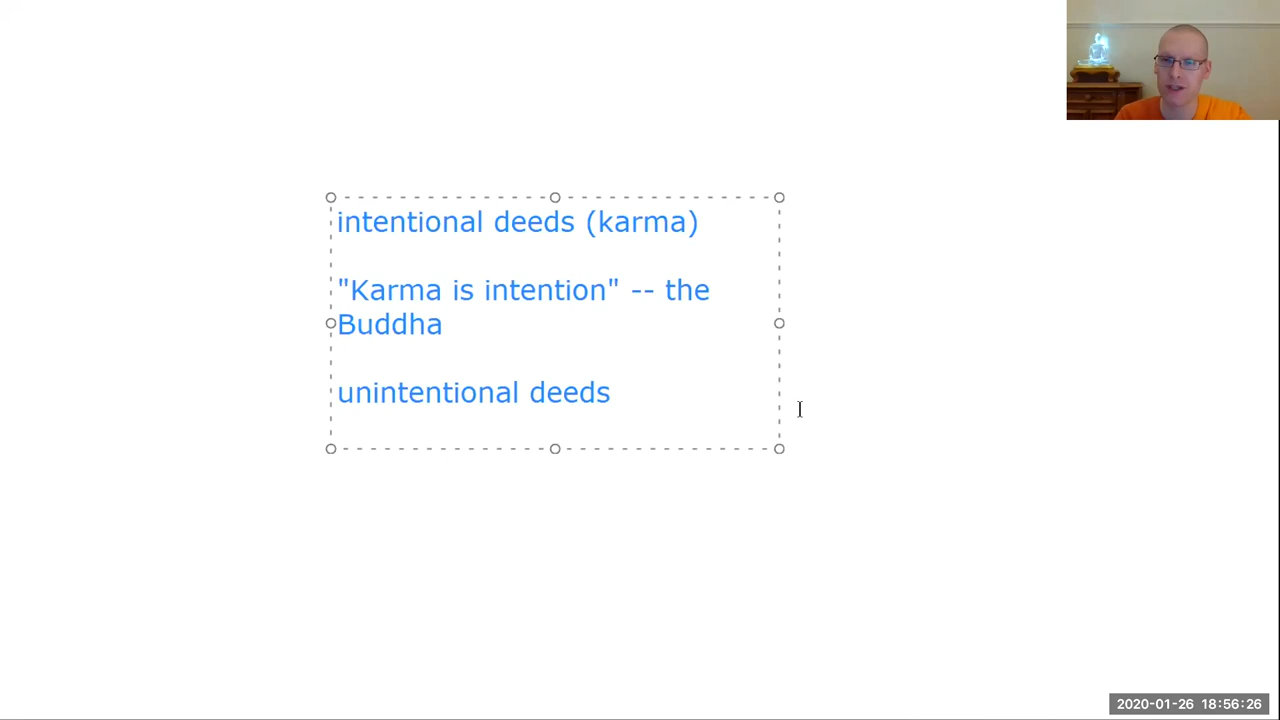 intentional deeds (karma)
"Karma is intention" -- the
Buddha
unintentional deeds
2020-01-26 18:56:26